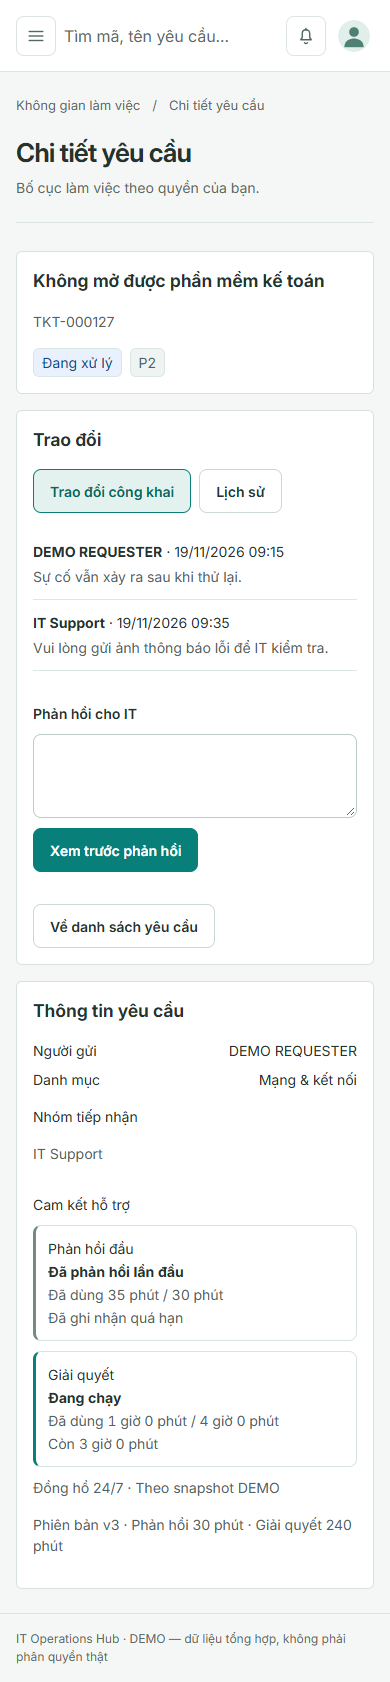 Tìm mã, tên yêu cầu...
Không gian làm việc / Chi tiết yêu cầu
Chi tiết yêu cầu
Bố cục làm việc theo quyền của bạn.
Không mở được phần mềm kế toán
TKT-000127
Đang xử lý P2
Trao đổi
Trao đổi công khai Lịch sử
DEMO REQUESTER · 19/11/2026 09:15
Sự cố vẫn xảy ra sau khi thử lại.
IT Support · 19/11/2026 09:35
Vui lòng gửi ảnh thông báo lỗi để IT kiểm tra.
Phản hồi cho IT
Xem trước phản hồi
Về danh sách yêu cầu
Thông tin yêu cầu
Người gửi DEMO REQUESTER
Danh mục Mạng & kết nối
Nhóm tiếp nhận
IT Support
Cam kết hỗ trợ
Phản hồi đầu
Đã phản hồi lần đầu
Đã dùng 35 phút / 30 phút
Đã ghi nhận quá hạn
Giải quyết
Đang chạy
Đã dùng 1 giờ 0 phút / 4 giờ 0 phút
Còn 3 giờ 0 phút
Đồng hồ 24/7 · Theo snapshot DEMO
Phiên bản v3 · Phản hồi 30 phút · Giải quyết 240
phút
IT Operations Hub · DEMO — dữ liệu tổng hợp, không phải
phân quyền thật